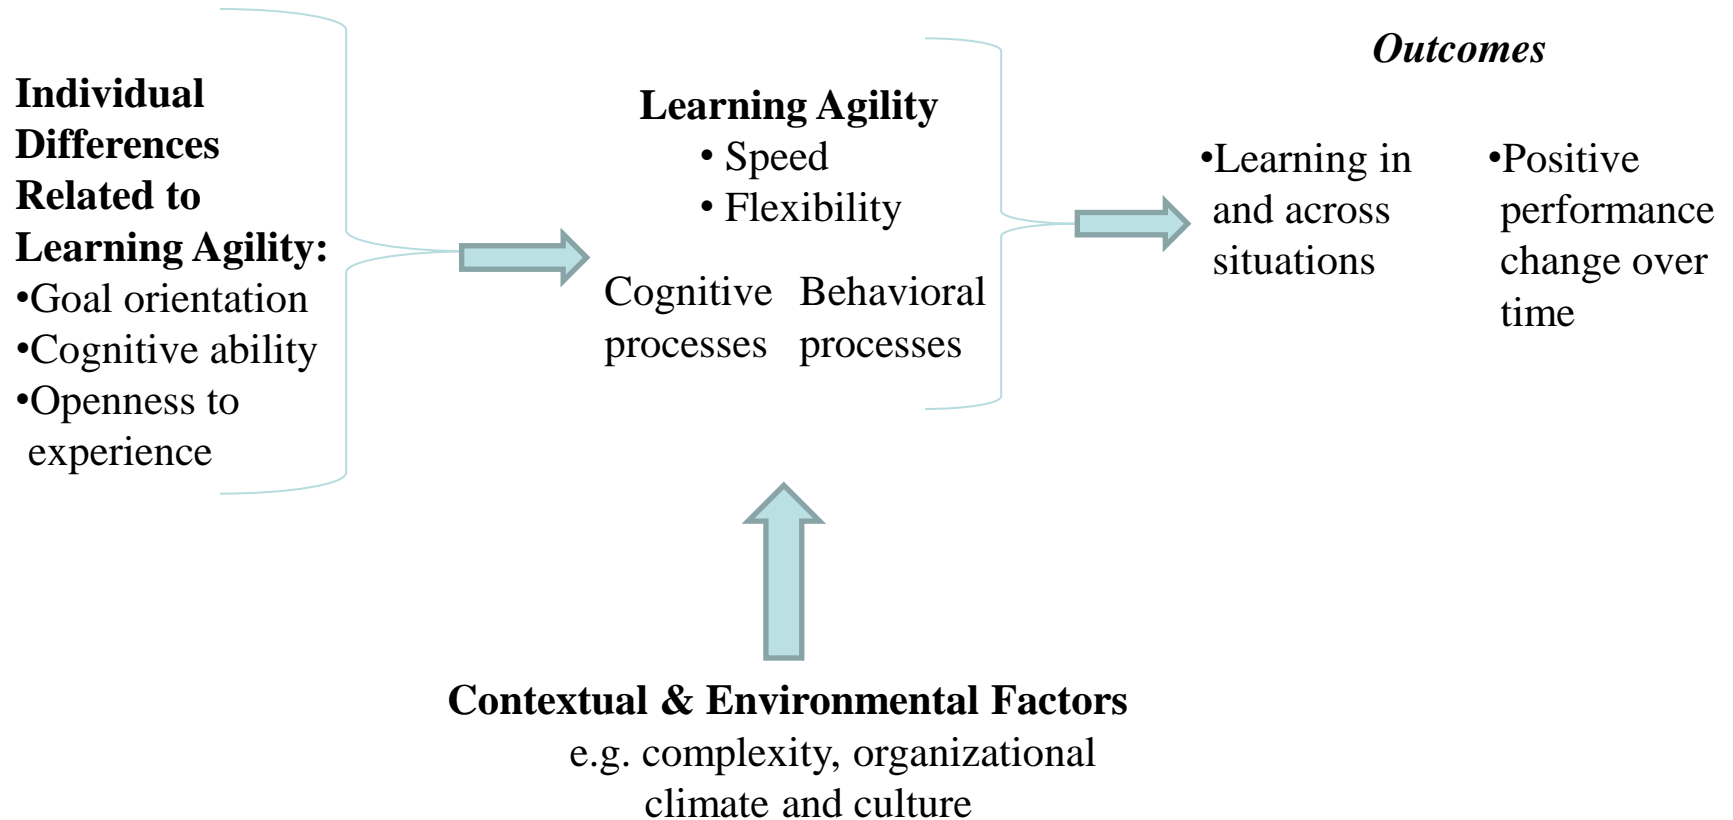 Individual
Differences
Related to
Learning Agility:
•Goal orientation
•Cognitive ability
•Openness to
experience
Learning Agility
• Speed
• Flexibility
Cognitive
processes
Behavioral
processes
Outcomes
•Learning in
and across
situations
•Positive
performance
change over
time
Contextual & Environmental Factors
e.g. complexity, organizational
climate and culture